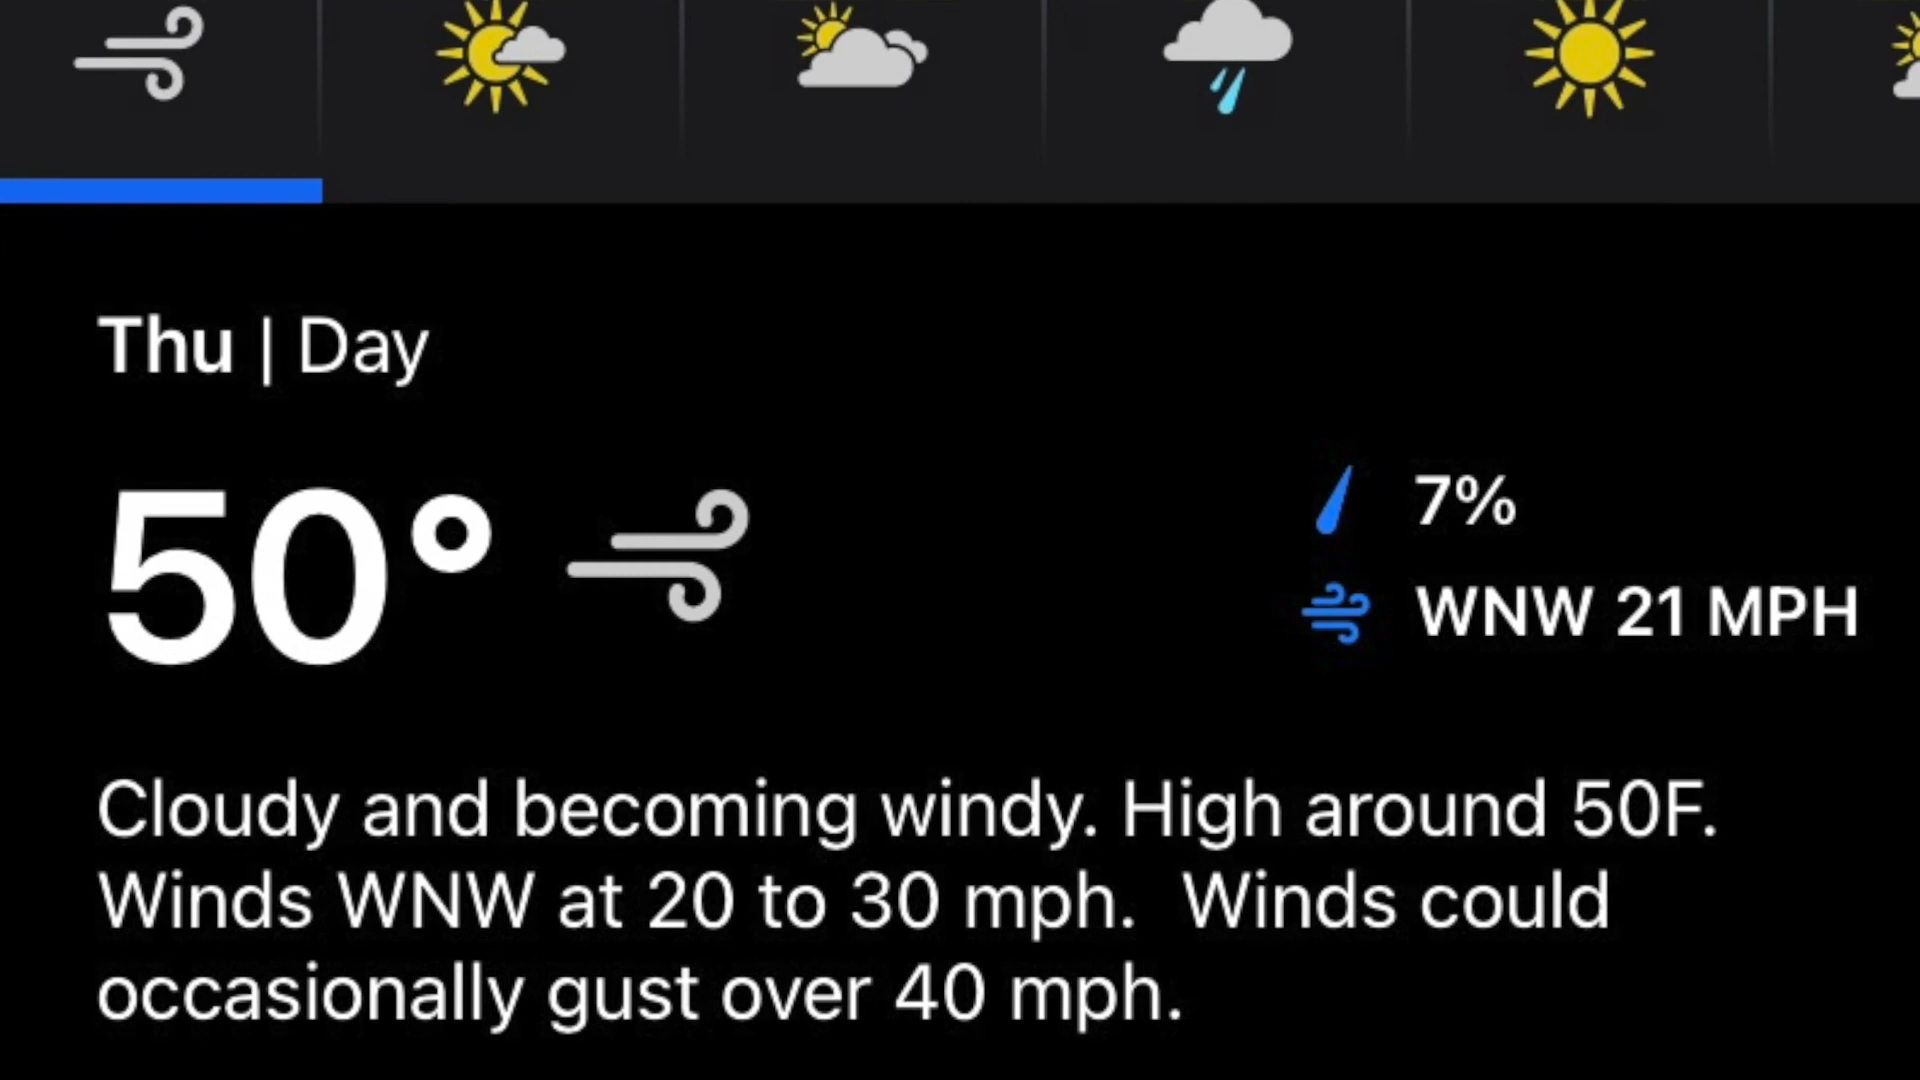 Thu | Day
50°
7%
WNW 21 MPH
Cloudy and becoming windy. High around 50F.
Winds WNW at 20 to 30 mph.  Winds could
occasionally gust over 40 mph.